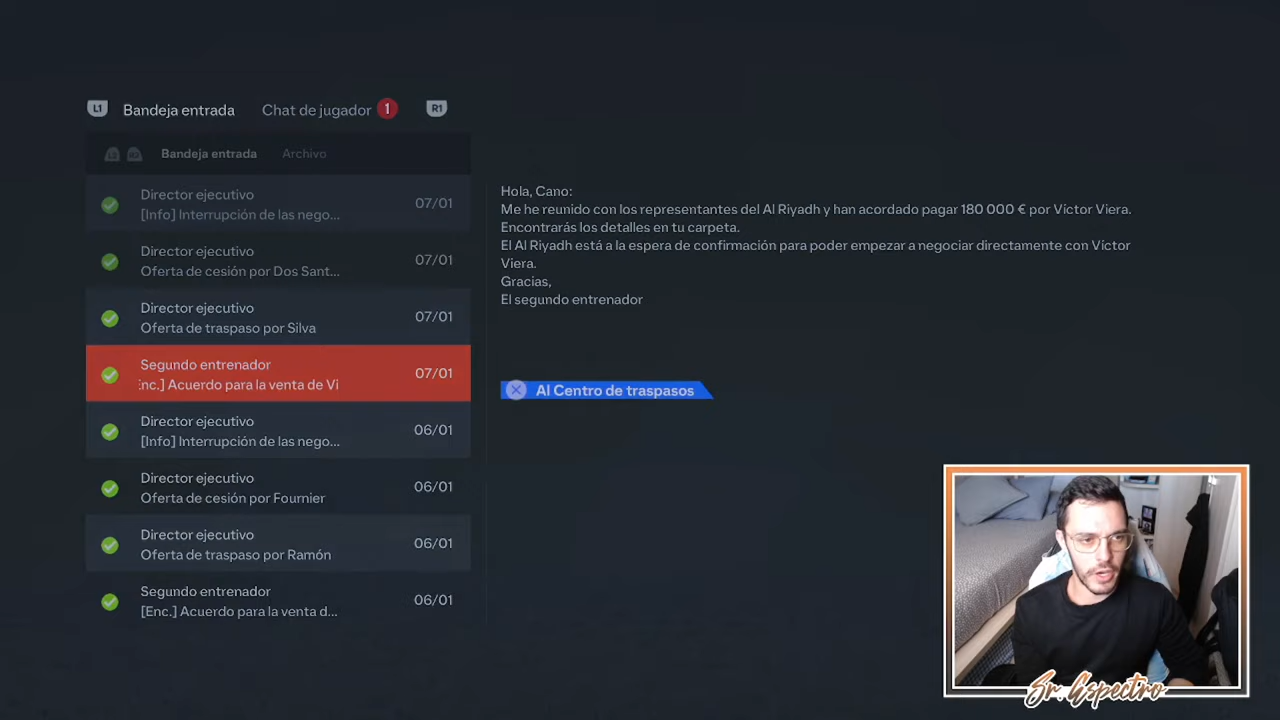 L1 Bandeja entrada Chat de jugador 1 R1
Bandeja entrada Archivo
Director ejecutivo
[Info] Interrupción de las nego...
07/01
Director ejecutivo
Oferta de cesión por Dos Sant...
07/01
Director ejecutivo
Oferta de traspaso por Silva
07/01
Segundo entrenador
Enc.] Acuerdo para la venta de Vi
07/01
Director ejecutivo
[Info] Interrupción de las nego...
06/01
Director ejecutivo
Oferta de cesión por Fournier
06/01
Director ejecutivo
Oferta de traspaso por Ramón
06/01
Segundo entrenador
[Enc.] Acuerdo para la venta d...
06/01
Hola, Cano:
Me he reunido con los representantes del Al Riyadh y han acordado pagar 180 000 € por Víctor Viera.
Encontrarás los detalles en tu carpeta.
El Al Riyadh está a la espera de confirmación para poder empezar a negociar directamente con Víctor
Viera.
Gracias,
El segundo entrenador
Al Centro de traspasos
Sr. Aspectro